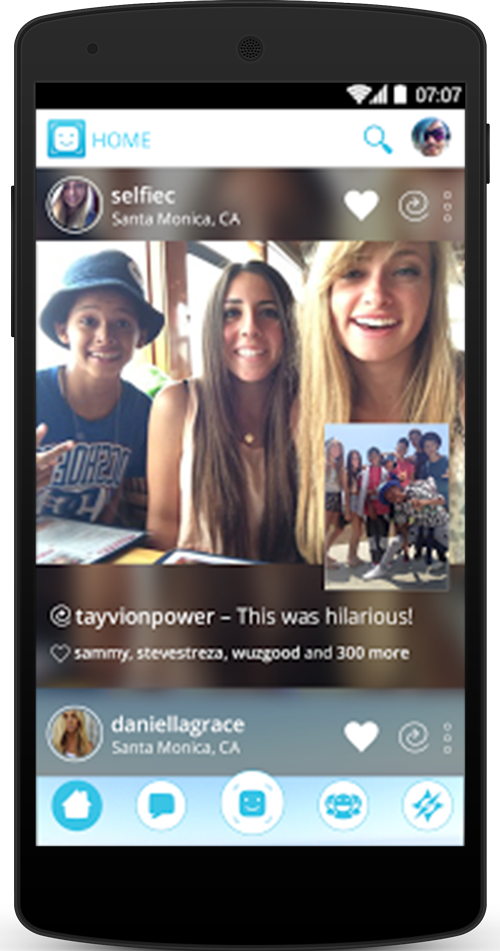 07:07
HOME
selfiec
Santa Monica, CA
tayvionpower – This was hilarious!
sammy, stevestreza, wuzgood and 300 more
daniellagrace
Santa Monica, CA